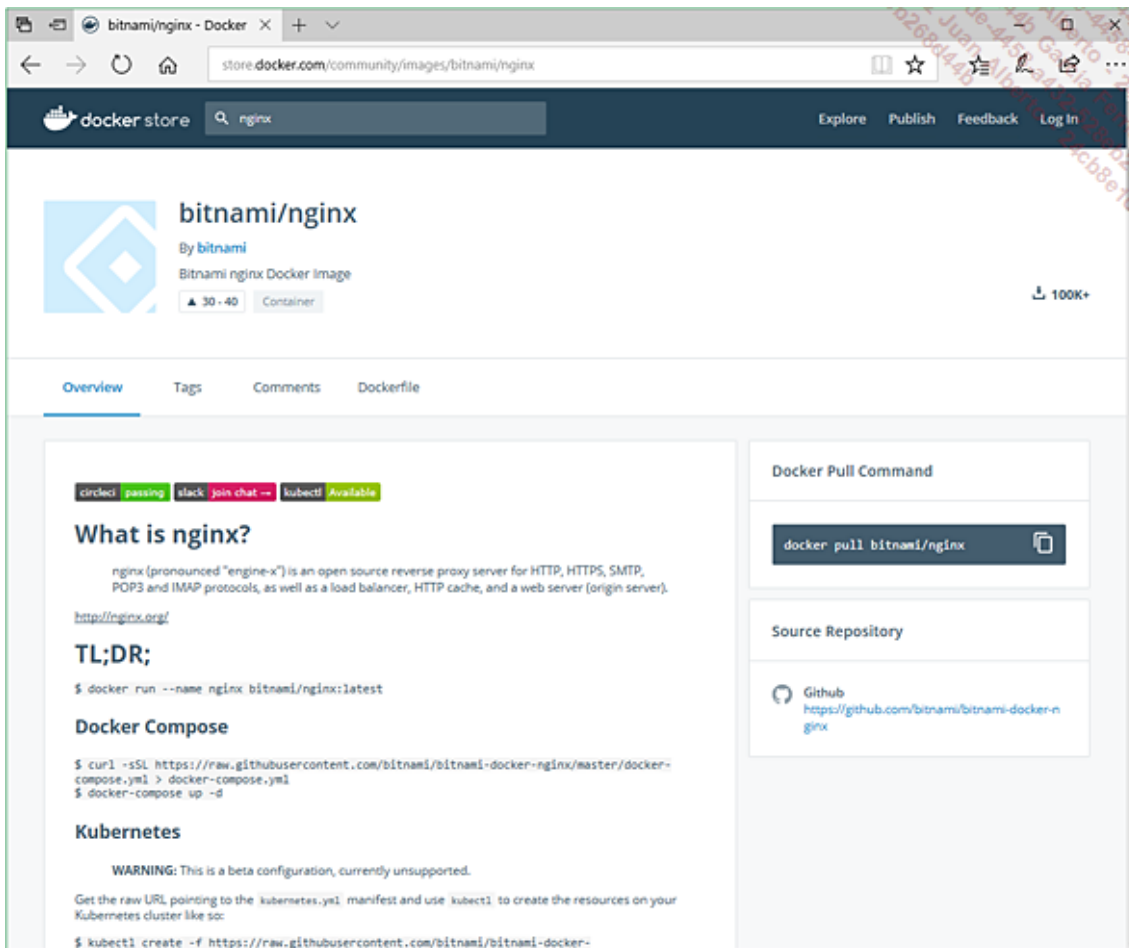 bitnami/nginx - Docker
store.docker.com/community/images/bitnami/nginx
docker store
nginx
Explore Publish Feedback Log In
bitnami/nginx
By bitnami
Bitnami nginx Docker Image
▲ 30 - 40 Container
100K+
Overview Tags Comments Dockerfile
circleci passing slack join chat → kubectl Available
What is nginx?
nginx (pronounced "engine-x") is an open source reverse proxy server for HTTP, HTTPS, SMTP,
POP3 and IMAP protocols, as well as a load balancer, HTTP cache, and a web server (origin server).
http://nginx.org/
TL;DR;
$ docker run --name nginx bitnami/nginx:latest
Docker Compose
$ curl -sSL https://raw.githubusercontent.com/bitnami/bitnami-docker-nginx/master/docker-
compose.yml > docker-compose.yml
$ docker-compose up -d
Kubernetes
WARNING: This is a beta configuration, currently unsupported.
Get the raw URL pointing to the kubernetes.yml manifest and use kubectl to create the resources on your
Kubernetes cluster like so:
$ kubectl create -f https://raw.githubusercontent.com/bitnami/bitnami-docker-
Docker Pull Command
docker pull bitnami/nginx
Source Repository
Github
https://github.com/bitnami/bitnami-docker-n
ginx